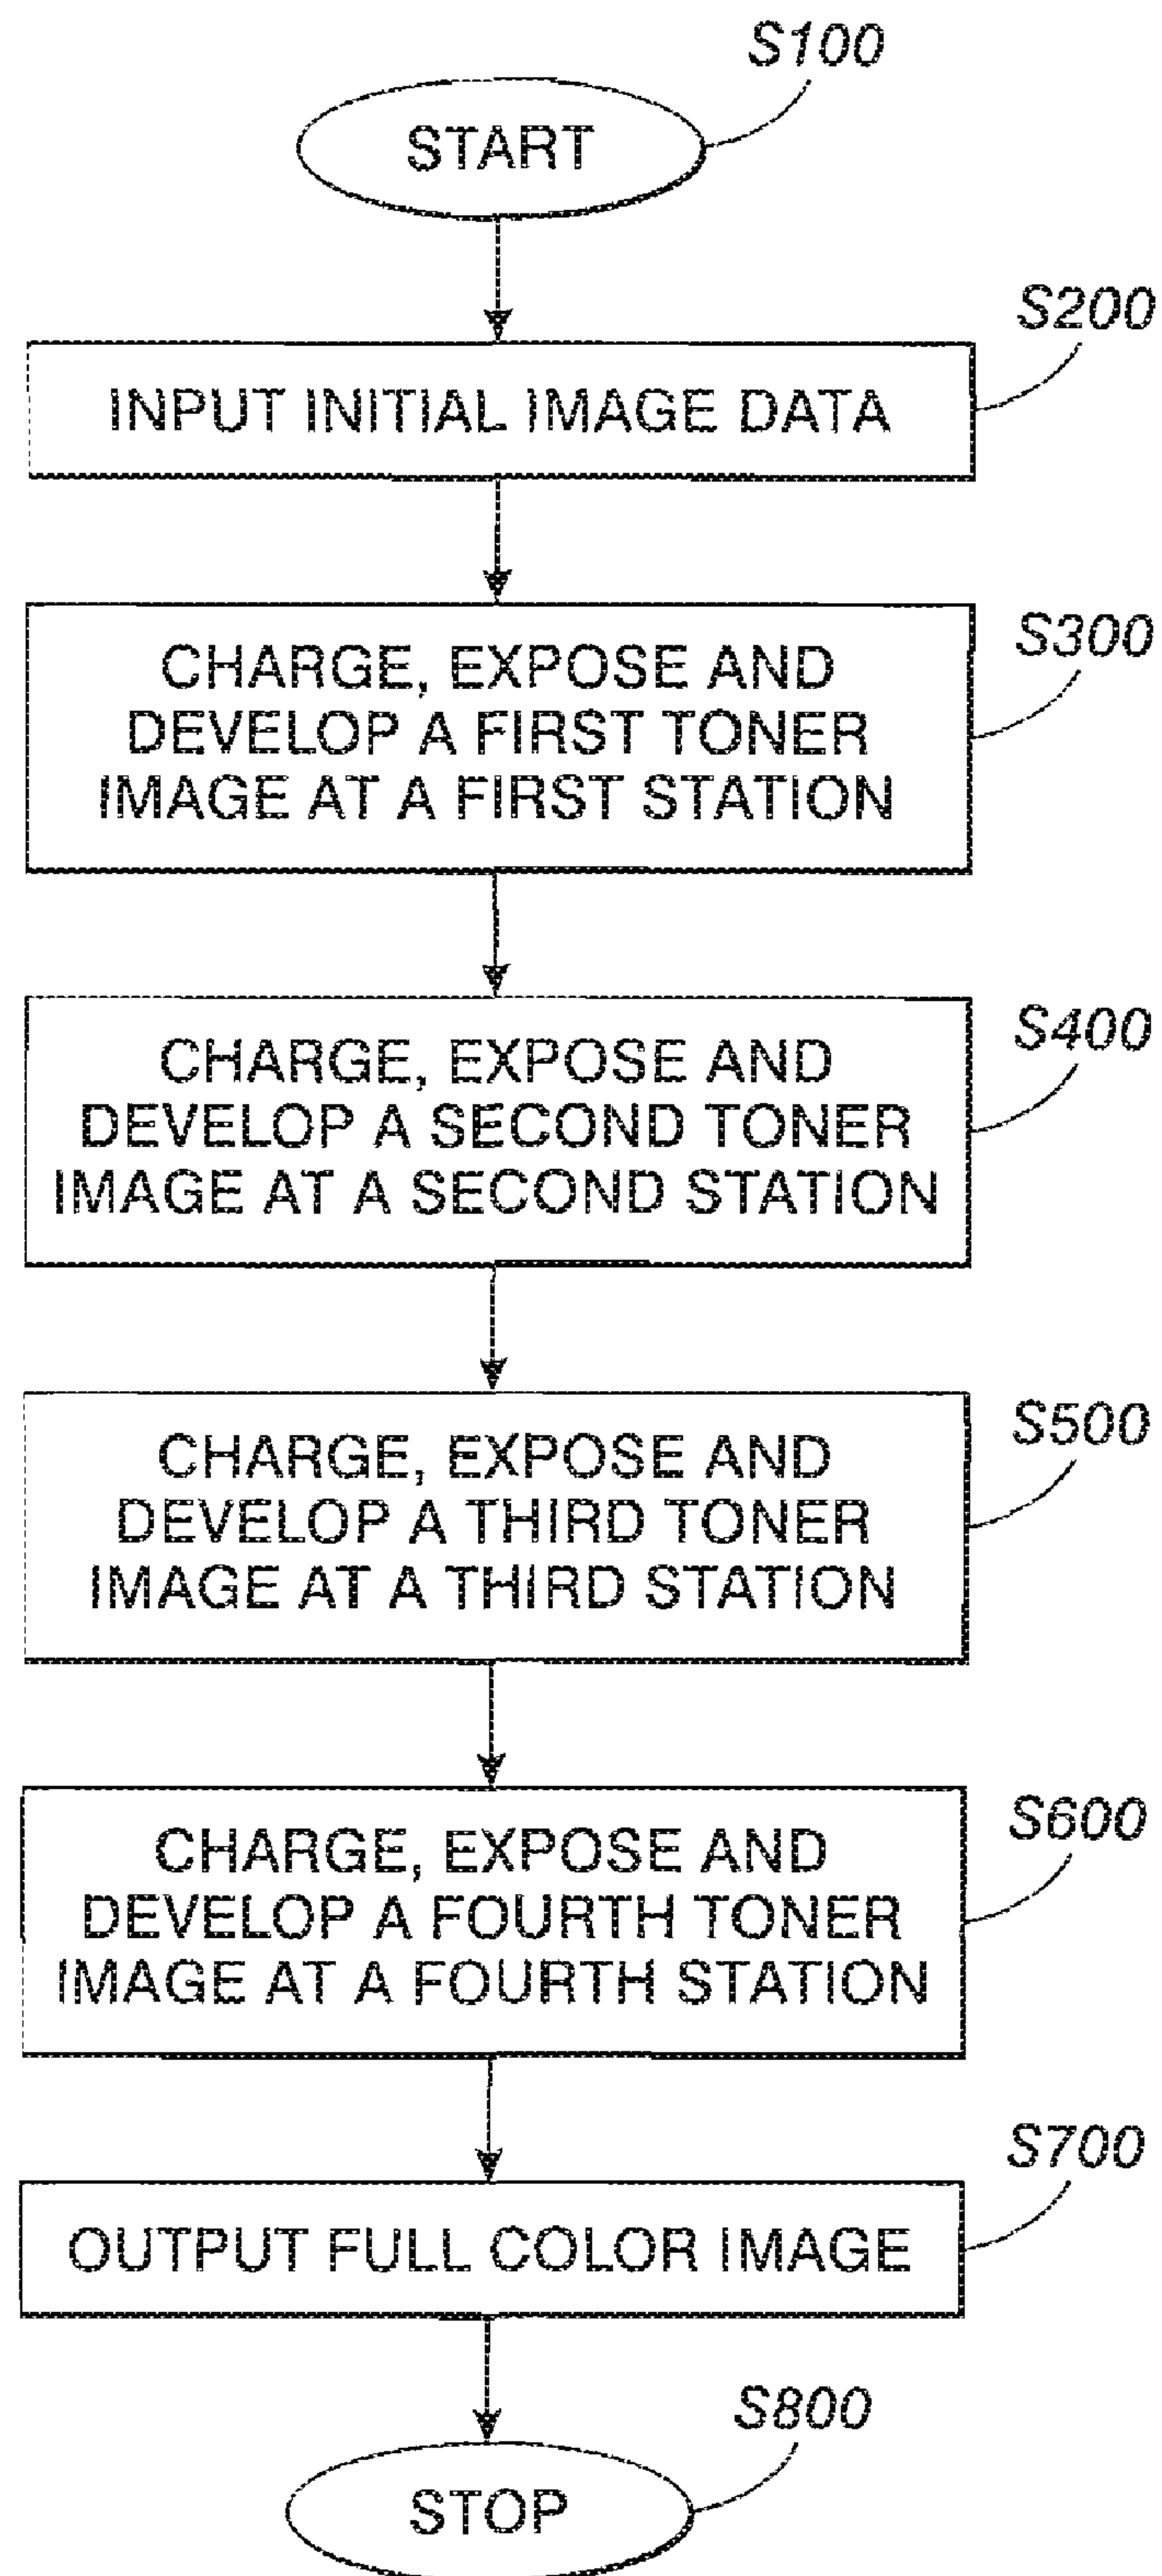 S100
START
S200
INPUT INITIAL IMAGE DATA
S300
CHARGE, EXPOSE AND
DEVELOP A FIRST TONER
IMAGE AT A FIRST STATION
S400
CHARGE, EXPOSE AND
DEVELOP A SECOND TONER
IMAGE AT A SECOND STATION
S500
CHARGE, EXPOSE AND
DEVELOP A THIRD TONER
IMAGE AT A THIRD STATION
S600
CHARGE, EXPOSE AND
DEVELOP A FOURTH TONER
IMAGE AT A FOURTH STATION
S700
OUTPUT FULL COLOR IMAGE
S800
STOP